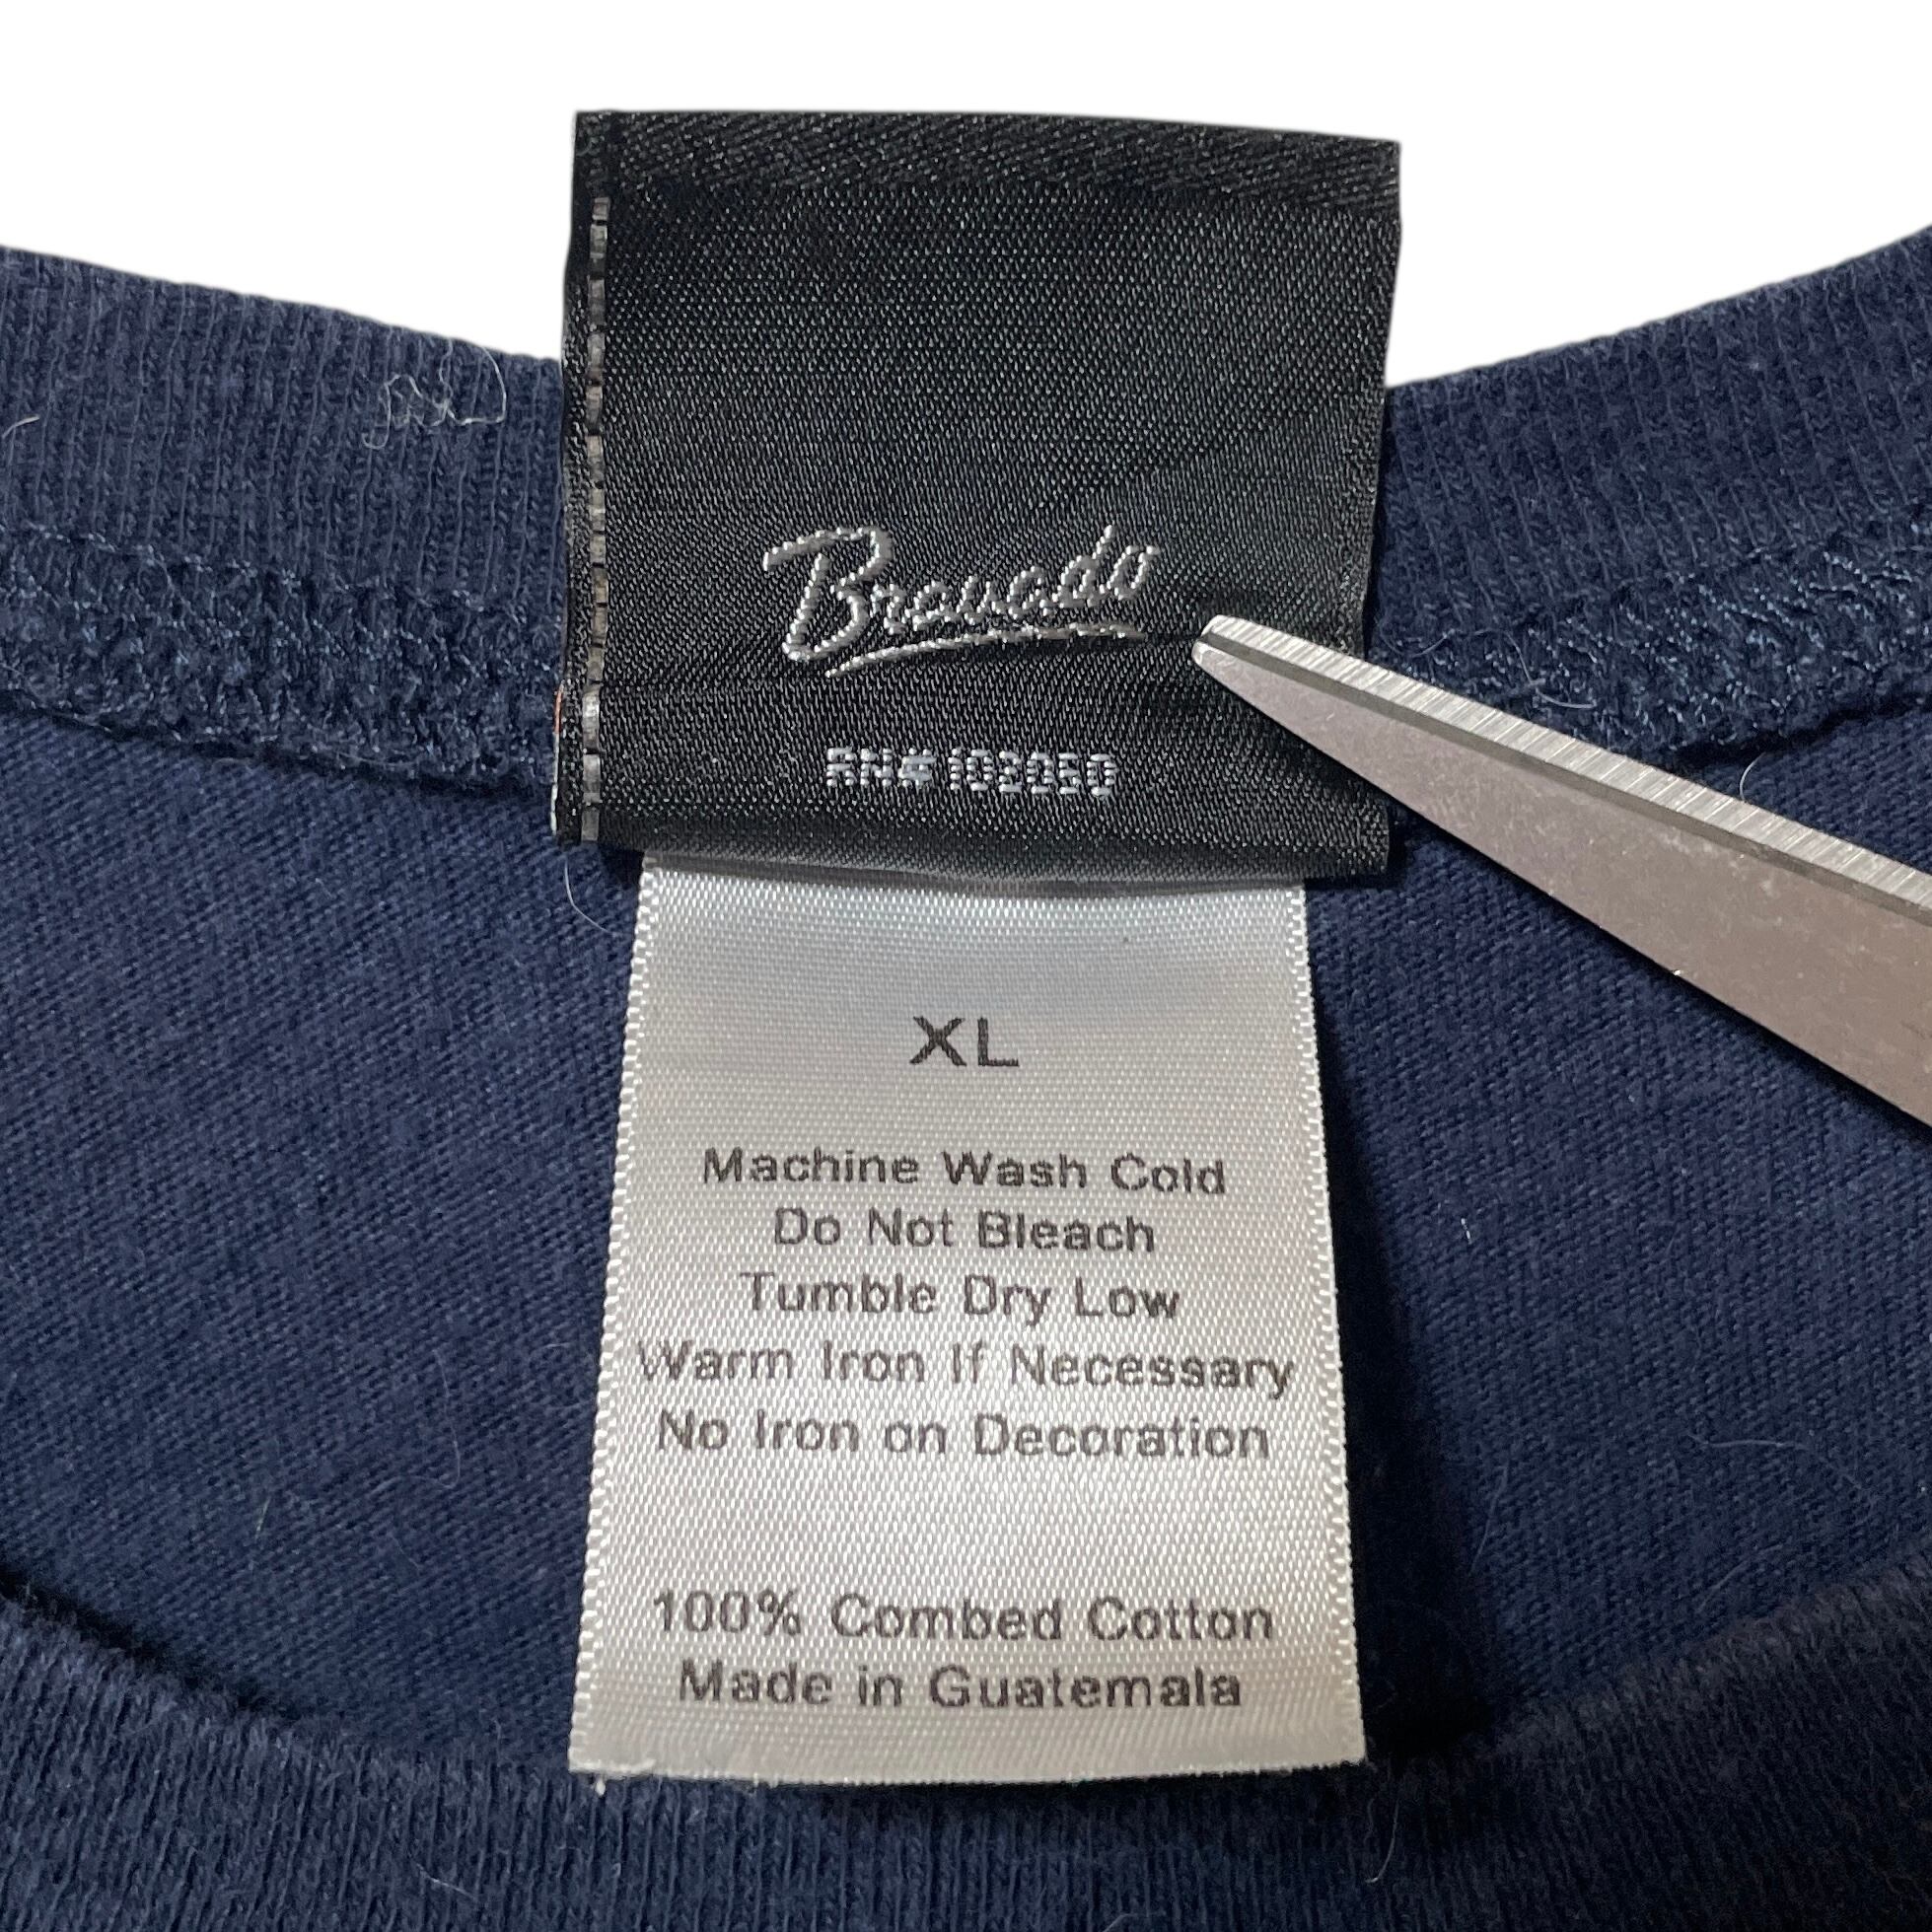 Bravado
RN# 103050
XL
Machine Wash Cold
Do Not Bleach
Tumble Dry Low
Warm Iron If Necessary
No Iron on Decoration
100% Combed Cotton
Made in Guatemala